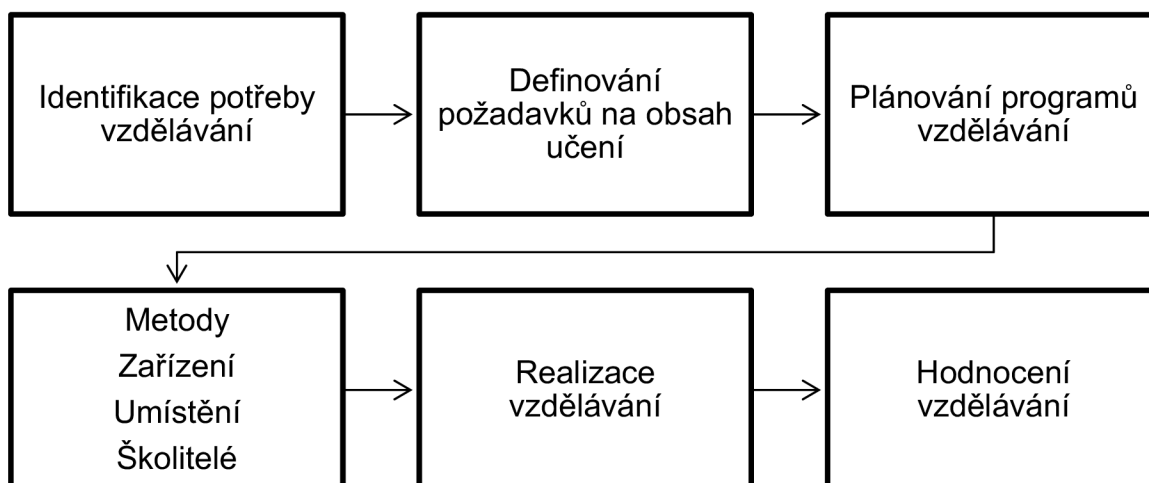 Identifikace potřeby
vzdělávání
Definování
požadavků na obsah
učení
Plánování programů
vzdělávání
Metody
Zařízení
Umístění
Školitelé
Realizace
vzdělávání
Hodnocení
vzdělávání